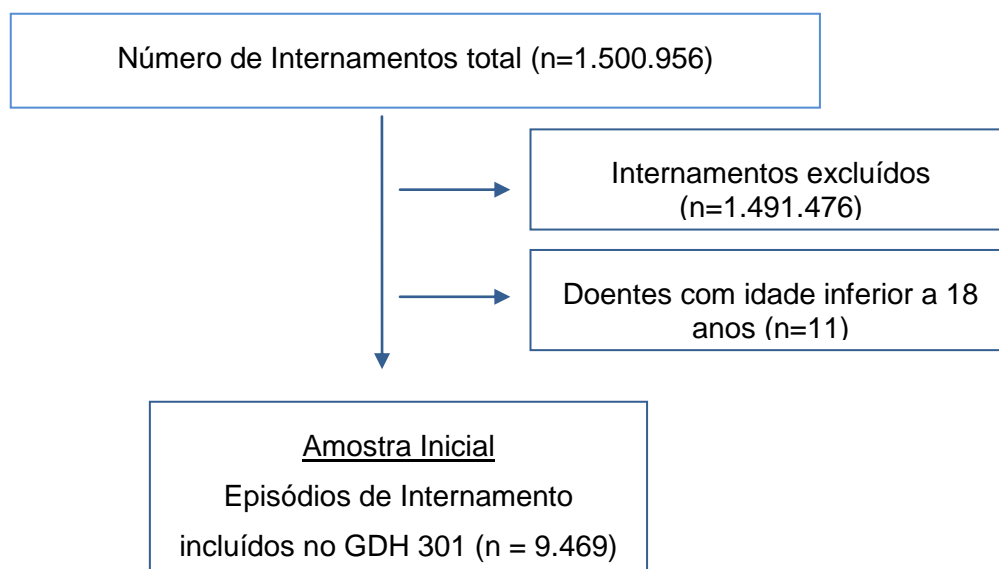 Número de Internamentos total (n=1.500.956)
Internamentos excluídos
(n=1.491.476)
Doentes com idade inferior a 18
anos (n=11)
Amostra Inicial
Episódios de Internamento
incluídos no GDH 301 (n = 9.469)